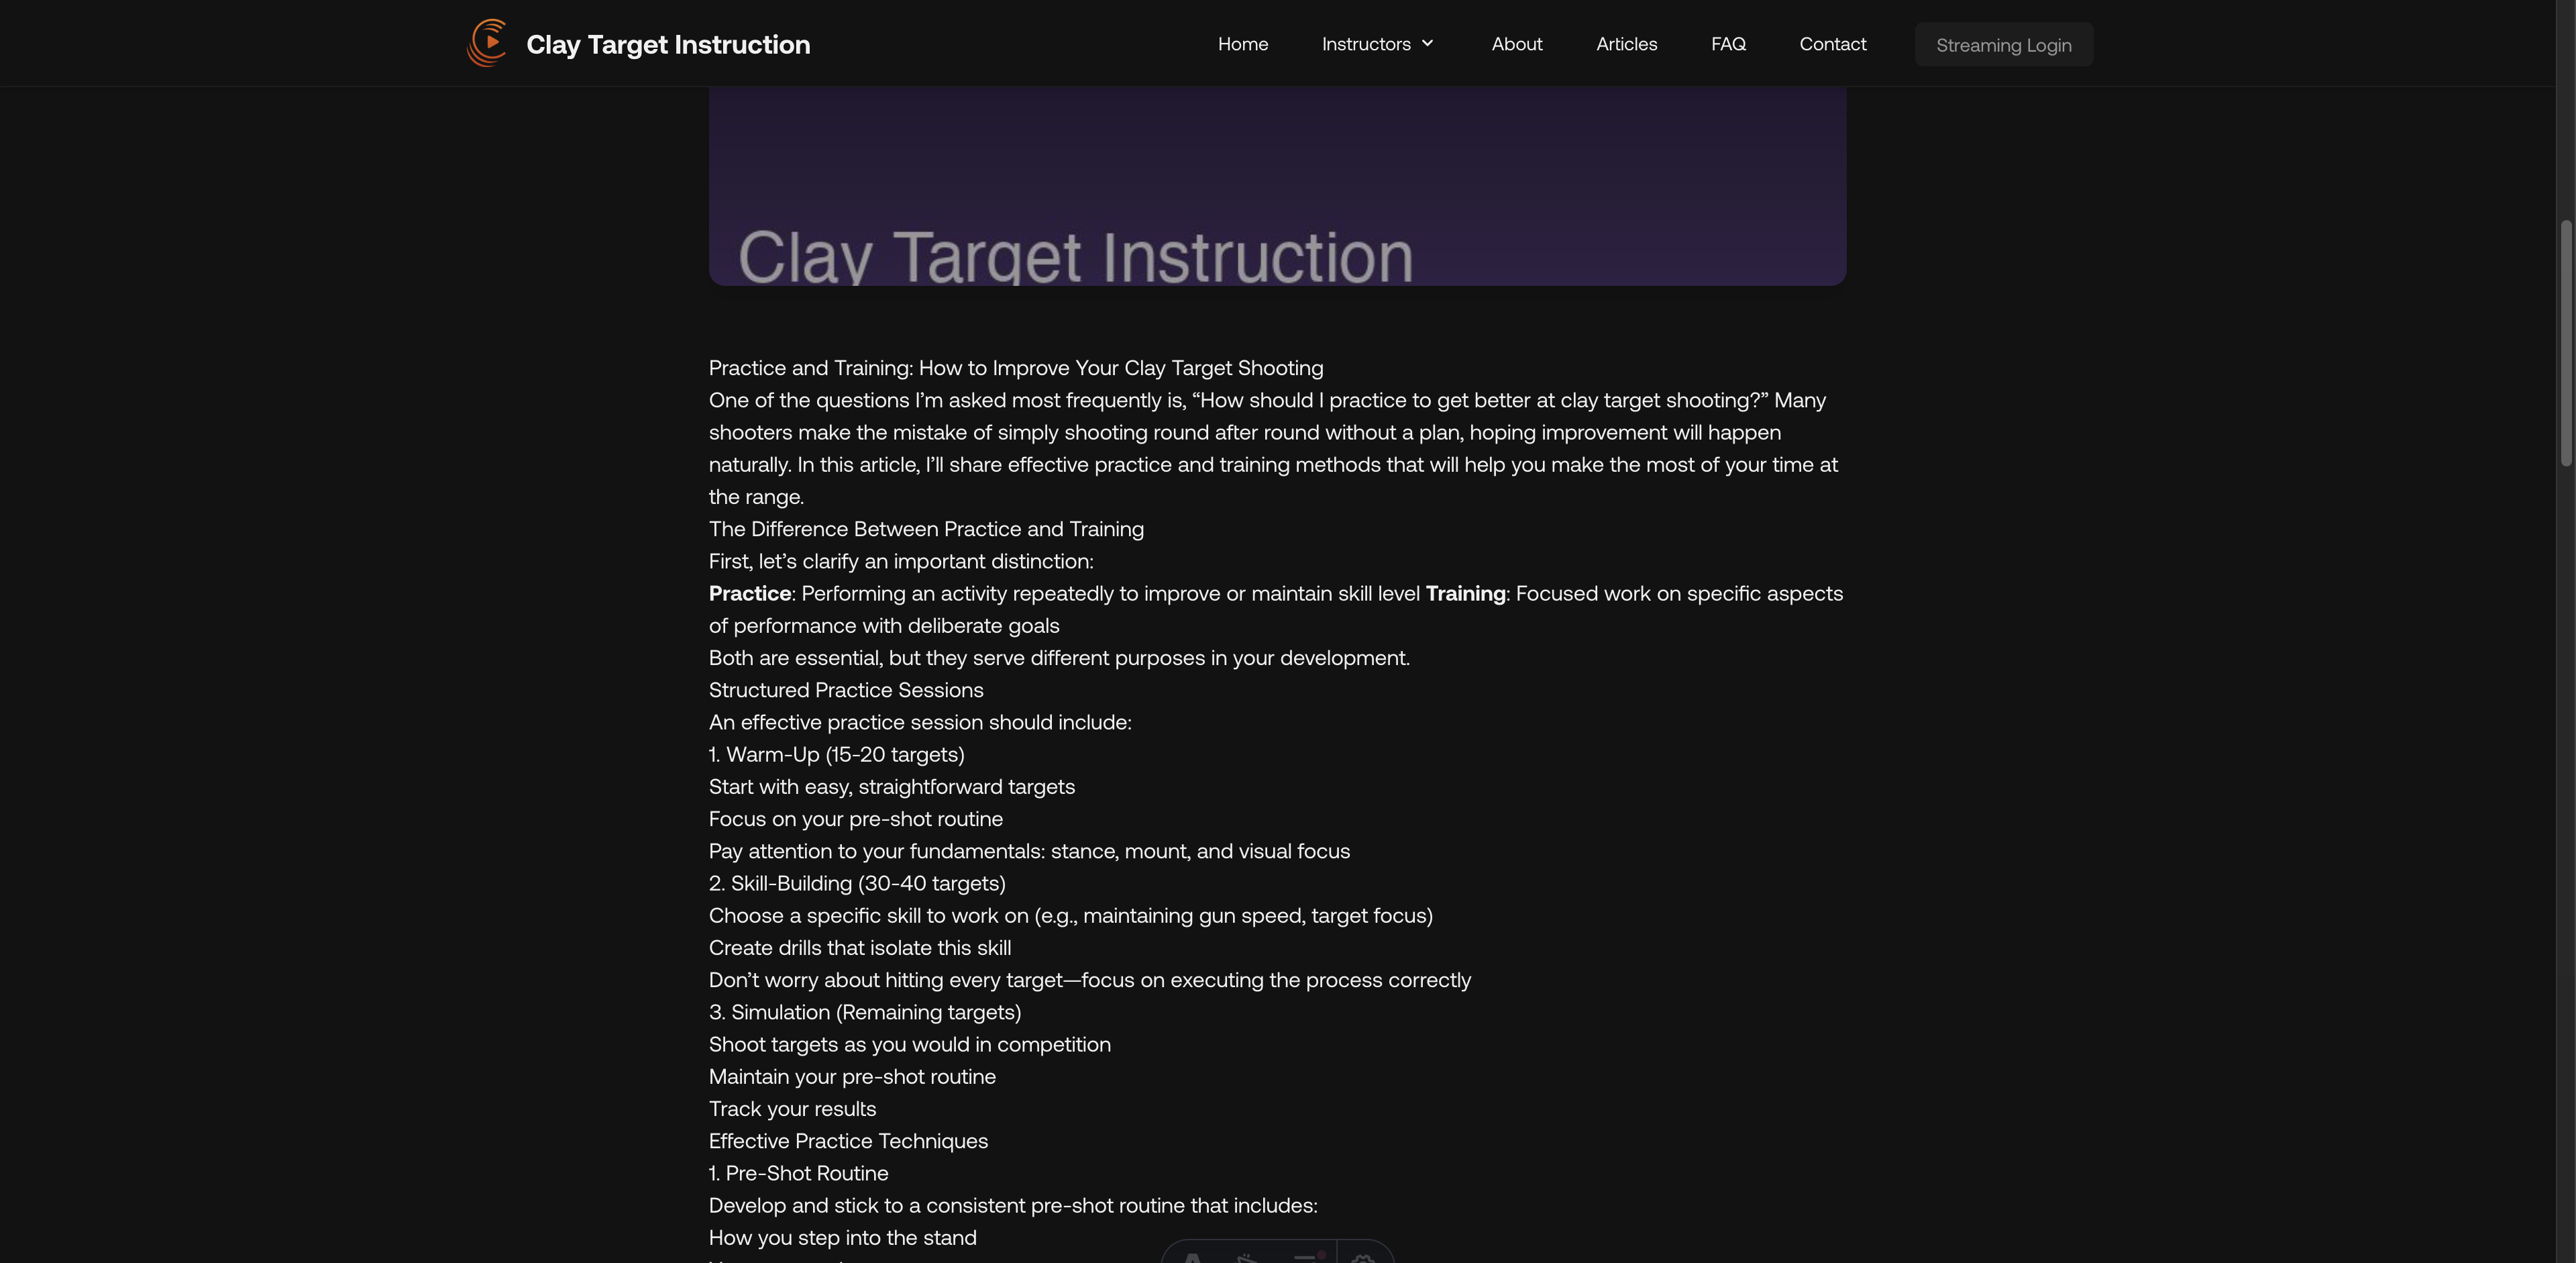 Clay Target Instruction
Home Instructors About Articles FAQ Contact Streaming Login
Clay Target Instruction
Practice and Training: How to Improve Your Clay Target Shooting
One of the questions I’m asked most frequently is, “How should I practice to get better at clay target shooting?” Many
shooters make the mistake of simply shooting round after round without a plan, hoping improvement will happen
naturally. In this article, I’ll share effective practice and training methods that will help you make the most of your time at
the range.
The Difference Between Practice and Training
First, let’s clarify an important distinction:
Practice: Performing an activity repeatedly to improve or maintain skill level Training: Focused work on specific aspects
of performance with deliberate goals
Both are essential, but they serve different purposes in your development.
Structured Practice Sessions
An effective practice session should include:
1. Warm-Up (15-20 targets)
Start with easy, straightforward targets
Focus on your pre-shot routine
Pay attention to your fundamentals: stance, mount, and visual focus
2. Skill-Building (30-40 targets)
Choose a specific skill to work on (e.g., maintaining gun speed, target focus)
Create drills that isolate this skill
Don’t worry about hitting every target—focus on executing the process correctly
3. Simulation (Remaining targets)
Shoot targets as you would in competition
Maintain your pre-shot routine
Track your results
Effective Practice Techniques
1. Pre-Shot Routine
Develop and stick to a consistent pre-shot routine that includes:
How you step into the stand